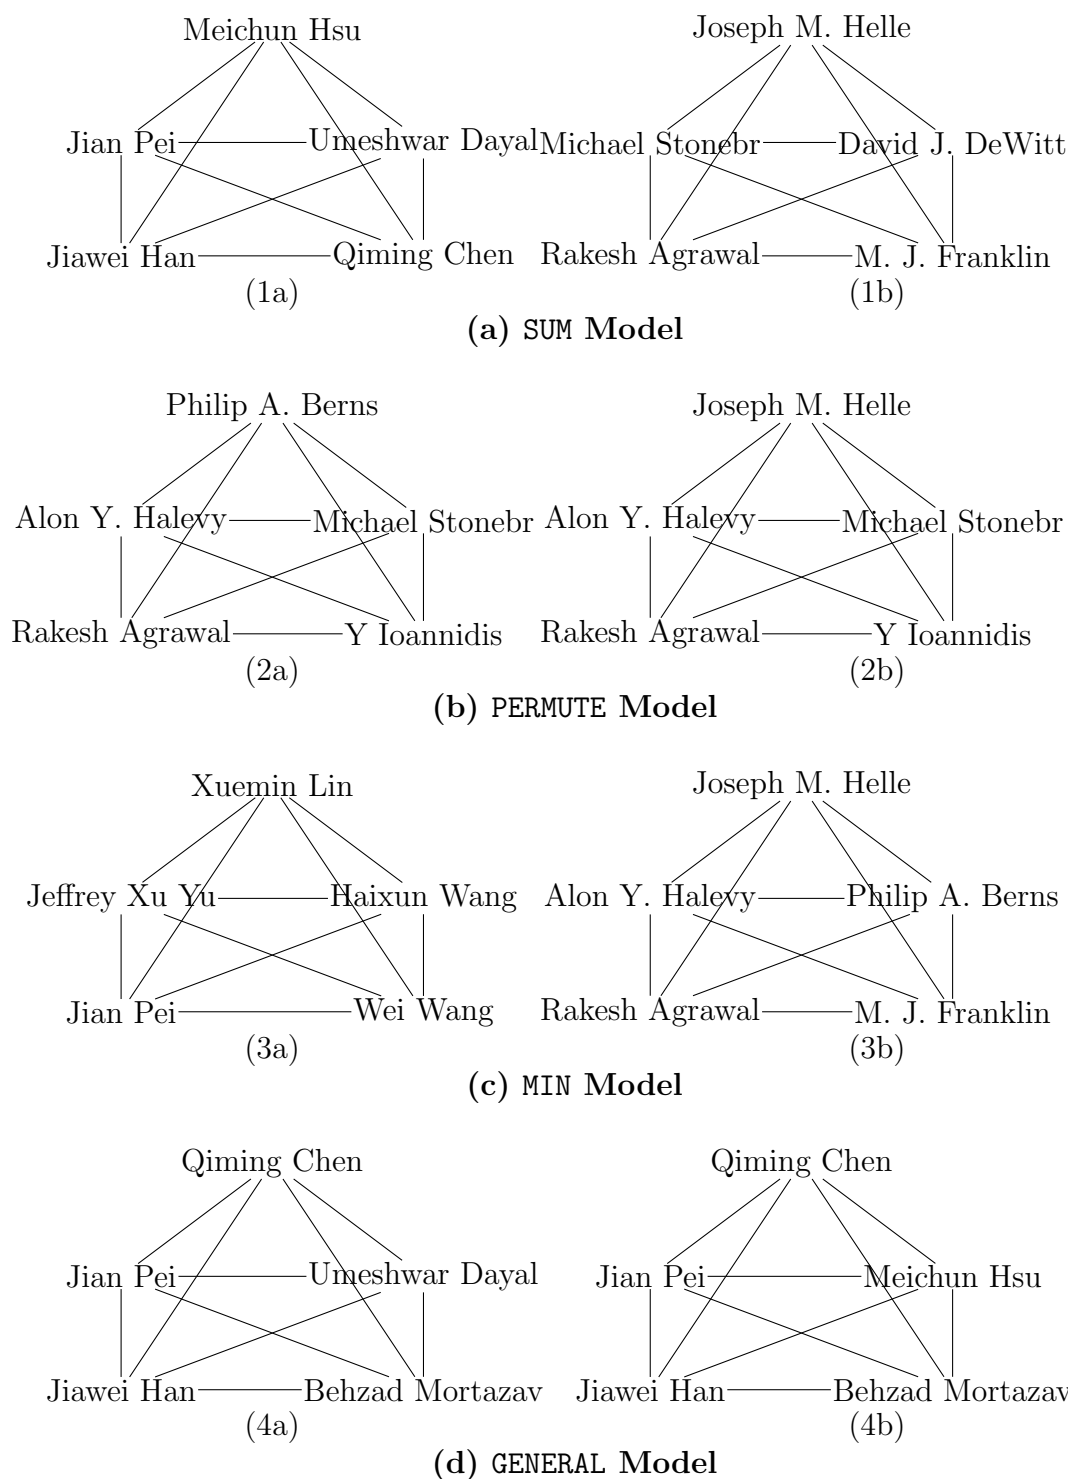 Meichun Hsu Joseph M. Helle
Jian Pei Umeshwar Dayal Michael Stonebr David J. DeWitt
Jiawei Han Qiming Chen Rakesh Agrawal M. J. Franklin
(1a) (1b)
(a) SUM Model
Philip A. Berns Joseph M. Helle
Alon Y. Halevy Michael Stonebr Alon Y. Halevy Michael Stonebr
Rakesh Agrawal Y Ioannidis Rakesh Agrawal Y Ioannidis
(2a) (2b)
(b) PERMUTE Model
Xuemin Lin Joseph M. Helle
Jeffrey Xu Yu Haixun Wang Alon Y. Halevy Philip A. Berns
Jian Pei Wei Wang Rakesh Agrawal M. J. Franklin
(3a) (3b)
(c) MIN Model
Qiming Chen Qiming Chen
Jian Pei Umeshwar Dayal Jian Pei Meichun Hsu
Jiawei Han Behzad Mortazav Jiawei Han Behzad Mortazav
(4a) (4b)
(d) GENERAL Model